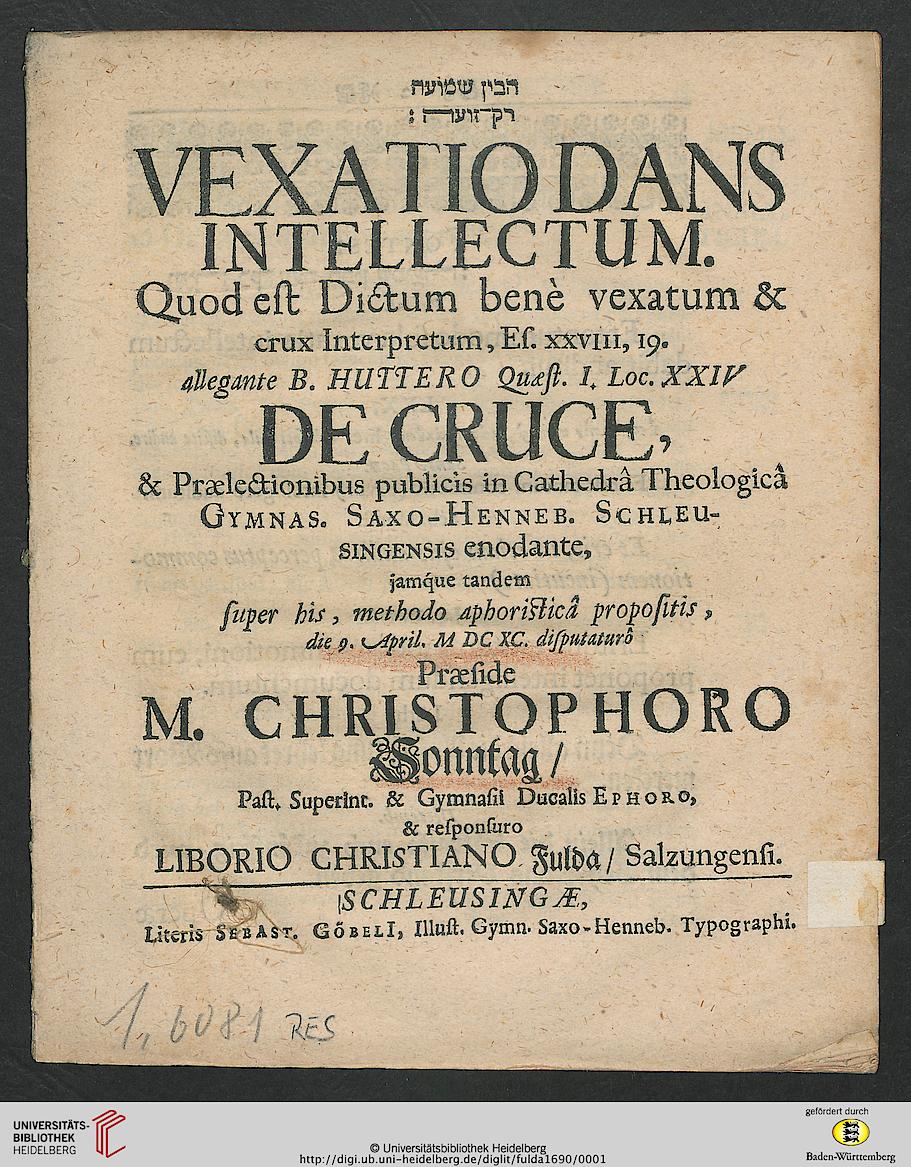 הבין שמועה
רק־זועה :
VEXATIO DANS
INTELLECTUM.
Quod eſt Dictum benè vexatum &
crux Interpretum, Eſ. XXVIII, 19.
allegante B. HUTTERO Quæſt. I. Loc. XXIV
DE CRUCE,
& Prælectionibus publicis in Cathedrâ Theologicâ
GYMNAS. SAXO-HENNEB. SCHLEU-
SINGENSIS enodante,
jamq́ue tandem
ſuper his, methodo aphoriſticâ propoſitis,
die 9. April. M DC XC. diſputaturô
Præſide
M. CHRISTOPHORO
Sonntag /
Paſt. Superint. & Gymnaſii Ducalis EPHORO,
& reſponſuro
LIBORIO CHRISTIANO Fulda / Salzungenſi.
SCHLEUSINGÆ,
Literis SEBAST. GÖBELI, Illuſt. Gymn. Saxo-Henneb. Typographi.
1, 6081 RES
UNIVERSITÄTS-
BIBLIOTHEK
HEIDELBERG
© Universitätsbibliothek Heidelberg
http://digi.ub.uni-heidelberg.de/diglit/fulda1690/0001
gefördert durch
Baden-Württemberg